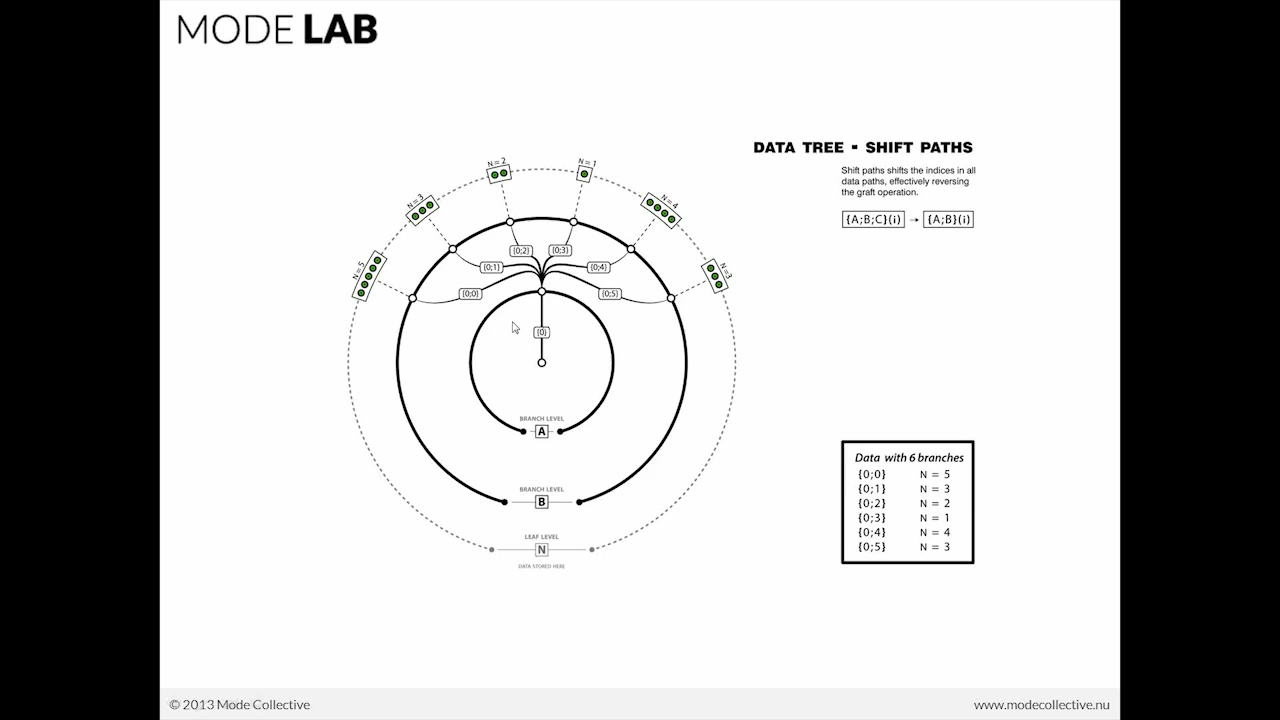 MODE LAB
DATA TREE - SHIFT PATHS
Shift paths shifts the indices in all
data paths, effectively reversing
the graft operation.
{A;B;C}(i) → {A;B}(i)
N = 5
N = 3
N = 2
N = 1
N = 4
N = 3
{0;0}
{0;1}
{0;2}
{0;3}
{0;4}
{0;5}
{0}
BRANCH LEVEL
A
BRANCH LEVEL
B
LEAF LEVEL
N
DATA STORED HERE
Data with 6 branches
{0;0} N = 5
{0;1} N = 3
{0;2} N = 2
{0;3} N = 1
{0;4} N = 4
{0;5} N = 3
© 2013 Mode Collective
www.modecollective.nu